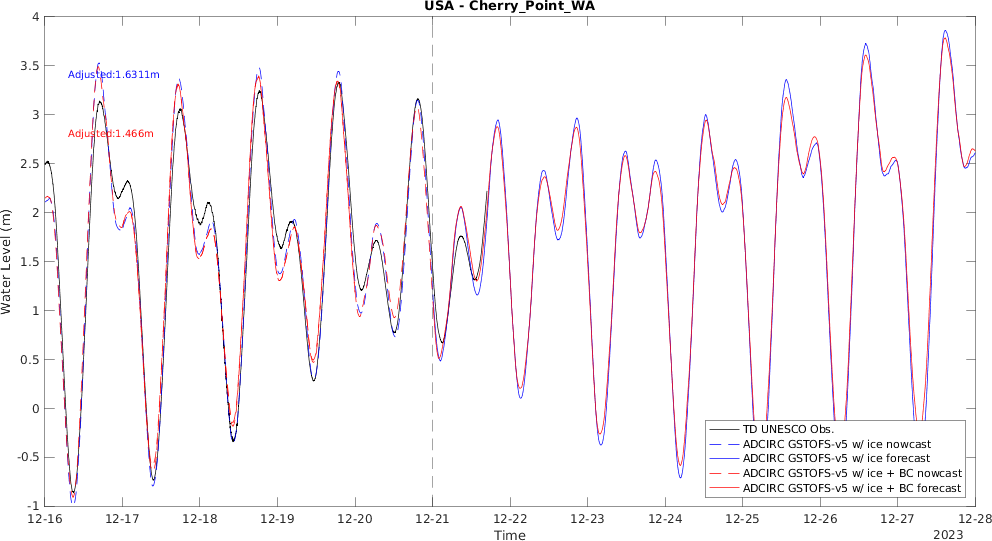 USA - Cherry_Point_WA
4
3.5
3
2.5
2
1.5
1
0.5
0
-0.5
-1
Water Level (m)
Adjusted:1.6311m
Adjusted:1.466m
TD UNESCO Obs.
ADCIRC GSTOFS-v5 w/ ice nowcast
ADCIRC GSTOFS-v5 w/ ice forecast
ADCIRC GSTOFS-v5 w/ ice + BC nowcast
ADCIRC GSTOFS-v5 w/ ice + BC forecast
12-16 12-17 12-18 12-19 12-20 12-21 12-22 12-23 12-24 12-25 12-26 12-27 12-28
Time
2023